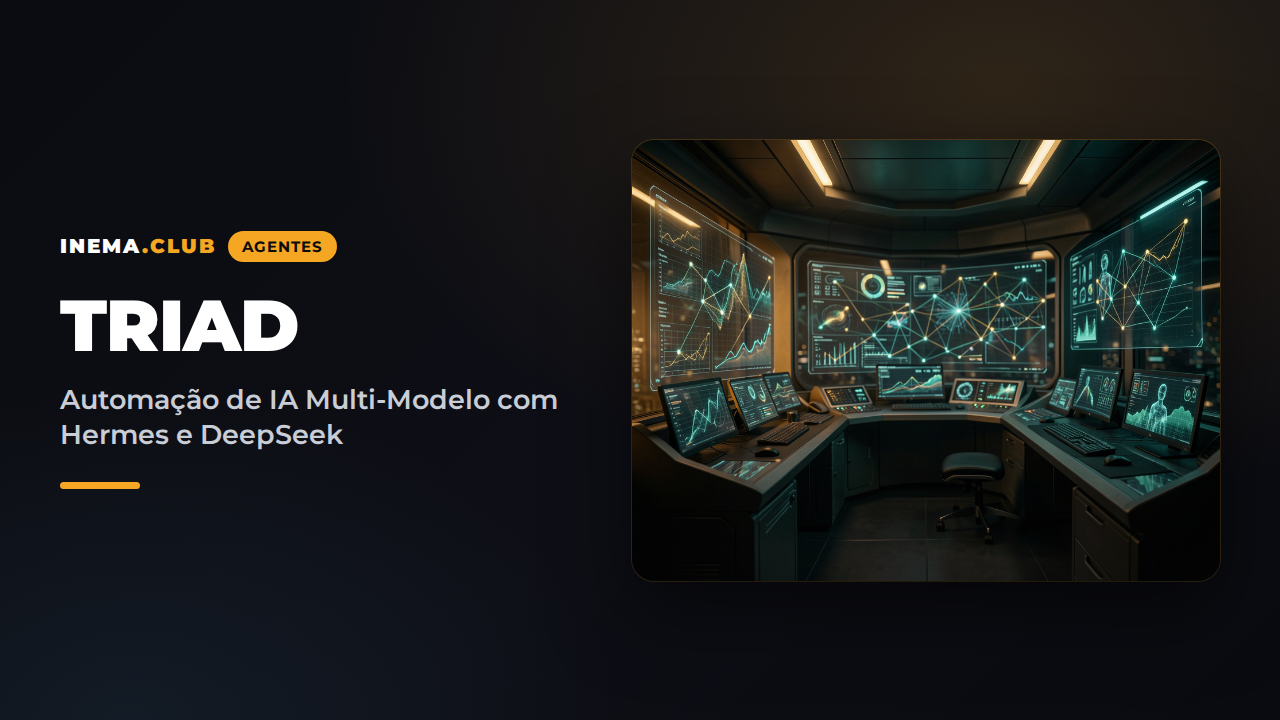 INEMA.CLUB AGENTES
TRIAD
Automação de IA Multi-Modelo com
Hermes e DeepSeek